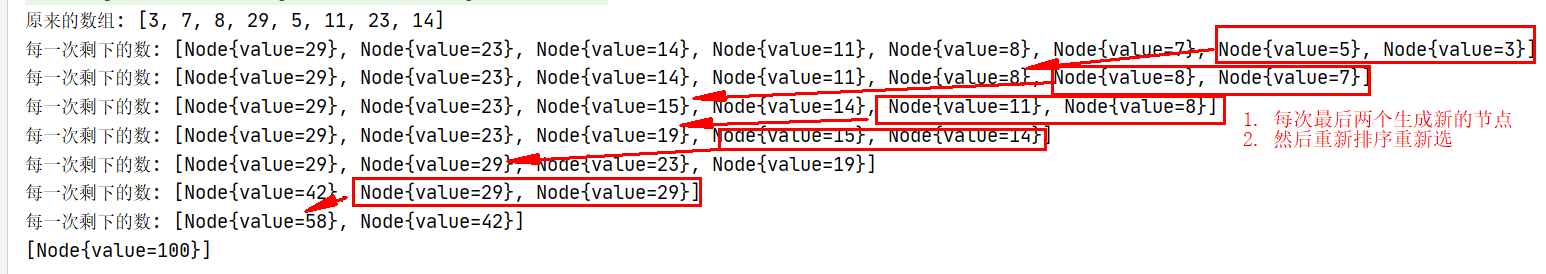 原来的数组: [3, 7, 8, 29, 5, 11, 23, 14]
每一次剩下的数: [Node{value=29}, Node{value=23}, Node{value=14}, Node{value=11}, Node{value=8}, Node{value=7}, Node{value=5}, Node{value=3}]
每一次剩下的数: [Node{value=29}, Node{value=23}, Node{value=14}, Node{value=11}, Node{value=8}, Node{value=8}, Node{value=7}]
每一次剩下的数: [Node{value=29}, Node{value=23}, Node{value=15}, Node{value=14}, Node{value=11}, Node{value=8}]
每一次剩下的数: [Node{value=29}, Node{value=23}, Node{value=19}, Node{value=15}, Node{value=14}]
每一次剩下的数: [Node{value=29}, Node{value=29}, Node{value=23}, Node{value=19}]
每一次剩下的数: [Node{value=42}, Node{value=29}, Node{value=29}]
每一次剩下的数: [Node{value=58}, Node{value=42}]
[Node{value=100}]
1. 每次最后两个生成新的节点
2. 然后重新排序重新选